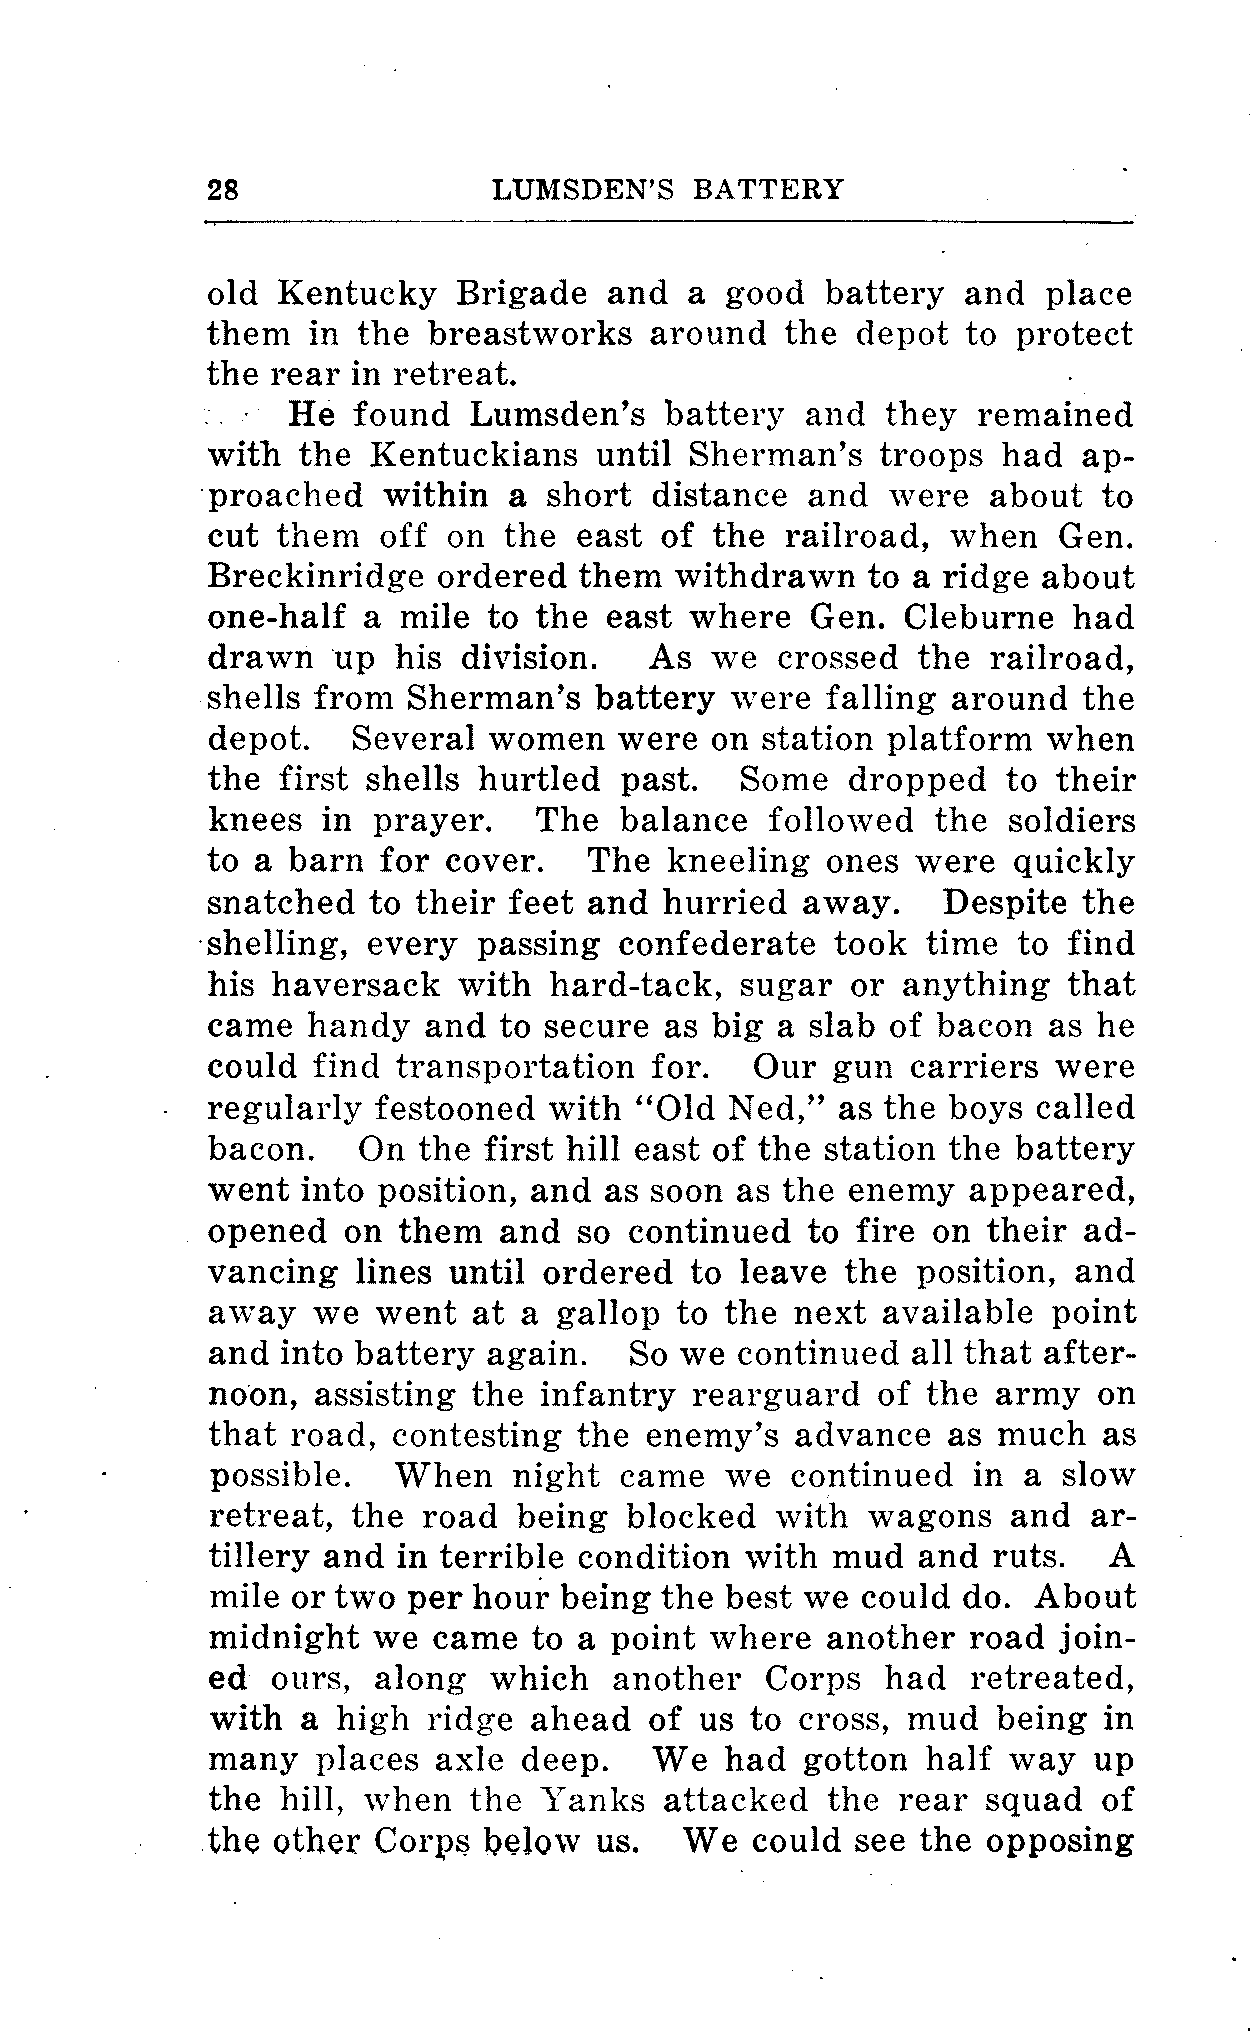 28 LUMSDEN'S BATTERY
old Kentucky Brigade and a good battery and place
them in the breastworks around the depot to protect
the rear in retreat.
He found Lumsden's battery and they remained
with the Kentuckians until Sherman's troops had ap-
proached within a short distance and were about to
cut them off on the east of the railroad, when Gen.
Breckinridge ordered them withdrawn to a ridge about
one-half a mile to the east where Gen. Cleburne had
drawn up his division. As we crossed the railroad,
shells from Sherman's battery were falling around the
depot. Several women were on station platform when
the first shells hurtled past. Some dropped to their
knees in prayer. The balance followed the soldiers
to a barn for cover. The kneeling ones were quickly
snatched to their feet and hurried away. Despite the
shelling, every passing confederate took time to find
his haversack with hard-tack, sugar or anything that
came handy and to secure as big a slab of bacon as he
could find transportation for. Our gun carriers were
regularly festooned with “Old Ned,” as the boys called
bacon. On the first hill east of the station the battery
went into position, and as soon as the enemy appeared,
opened on them and so continued to fire on their ad-
vancing lines until ordered to leave the position, and
away we went at a gallop to the next available point
and into battery again. So we continued all that after-
noon, assisting the infantry rearguard of the army on
that road, contesting the enemy's advance as much as
possible. When night came we continued in a slow
retreat, the road being blocked with wagons and ar-
tillery and in terrible condition with mud and ruts. A
mile or two per hour being the best we could do. About
midnight we came to a point where another road join-
ed ours, along which another Corps had retreated,
with a high ridge ahead of us to cross, mud being in
many places axle deep. We had gotton half way up
the hill, when the Yanks attacked the rear squad of
the other Corps below us. We could see the opposing